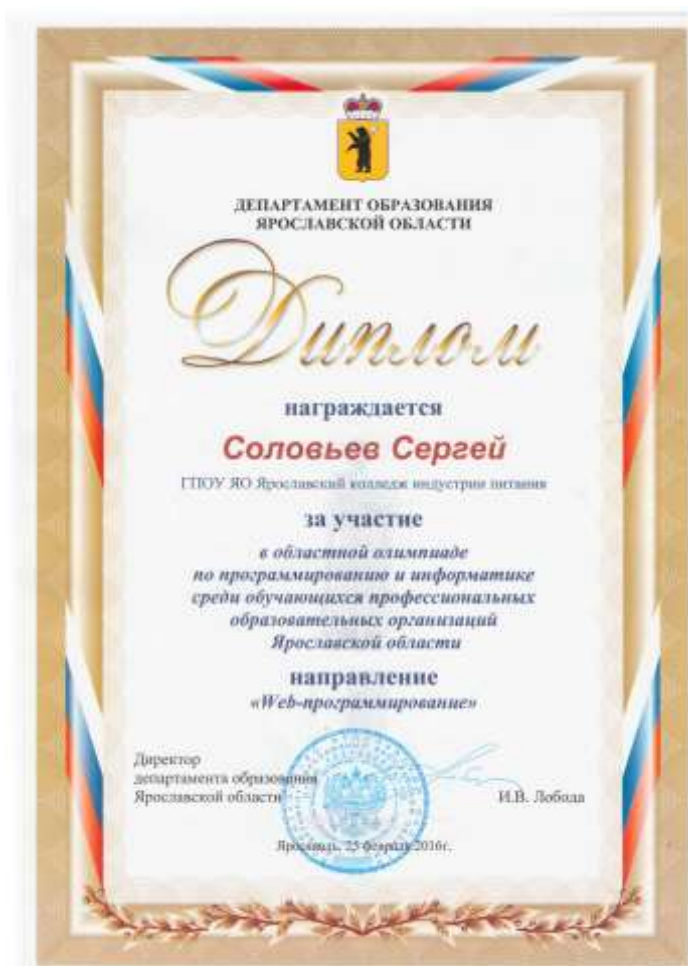 ДЕПАРТАМЕНТ ОБРАЗОВАНИЯ
ЯРОСЛАВСКОЙ ОБЛАСТИ
Диплом
награждается
Соловьев Сергей
ГПОУ ЯО Ярославский колледж индустрии питания
за участие
в областной олимпиаде
по программированию и информатике
среди обучающихся профессиональных
образовательных организаций
Ярославской области
направление
«Web-программирование»
Директор
департамента образования
Ярославской области
И.В. Лобода
Ярославль, 25 февраля 2016г.